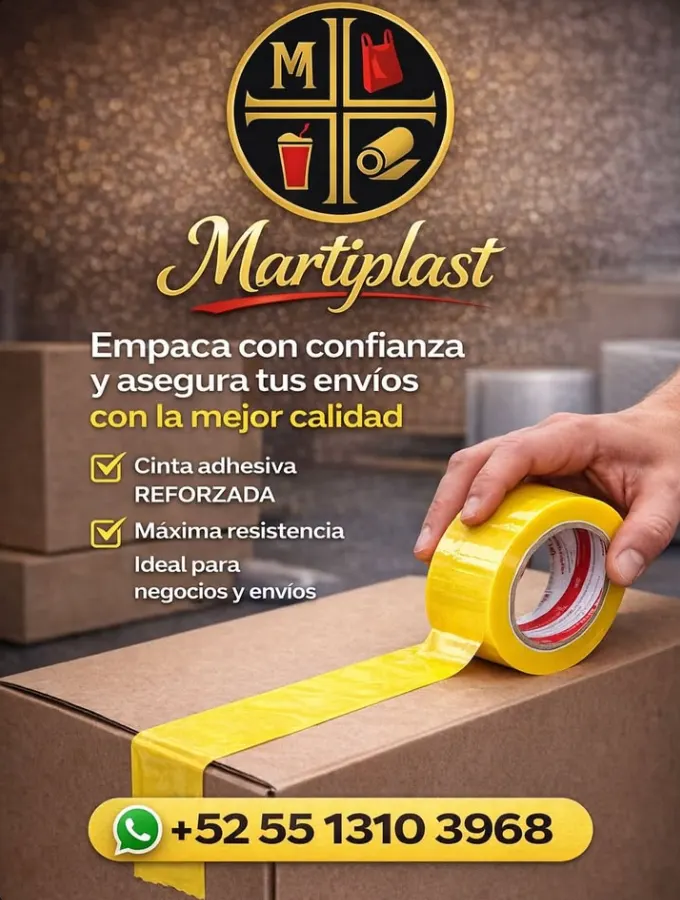 M
Martiplast
Empaca con confianza
y asegura tus envíos
con la mejor calidad
Cinta adhesiva
REFORZADA
Máxima resistencia
Ideal para
negocios y envíos
+52 55 1310 3968